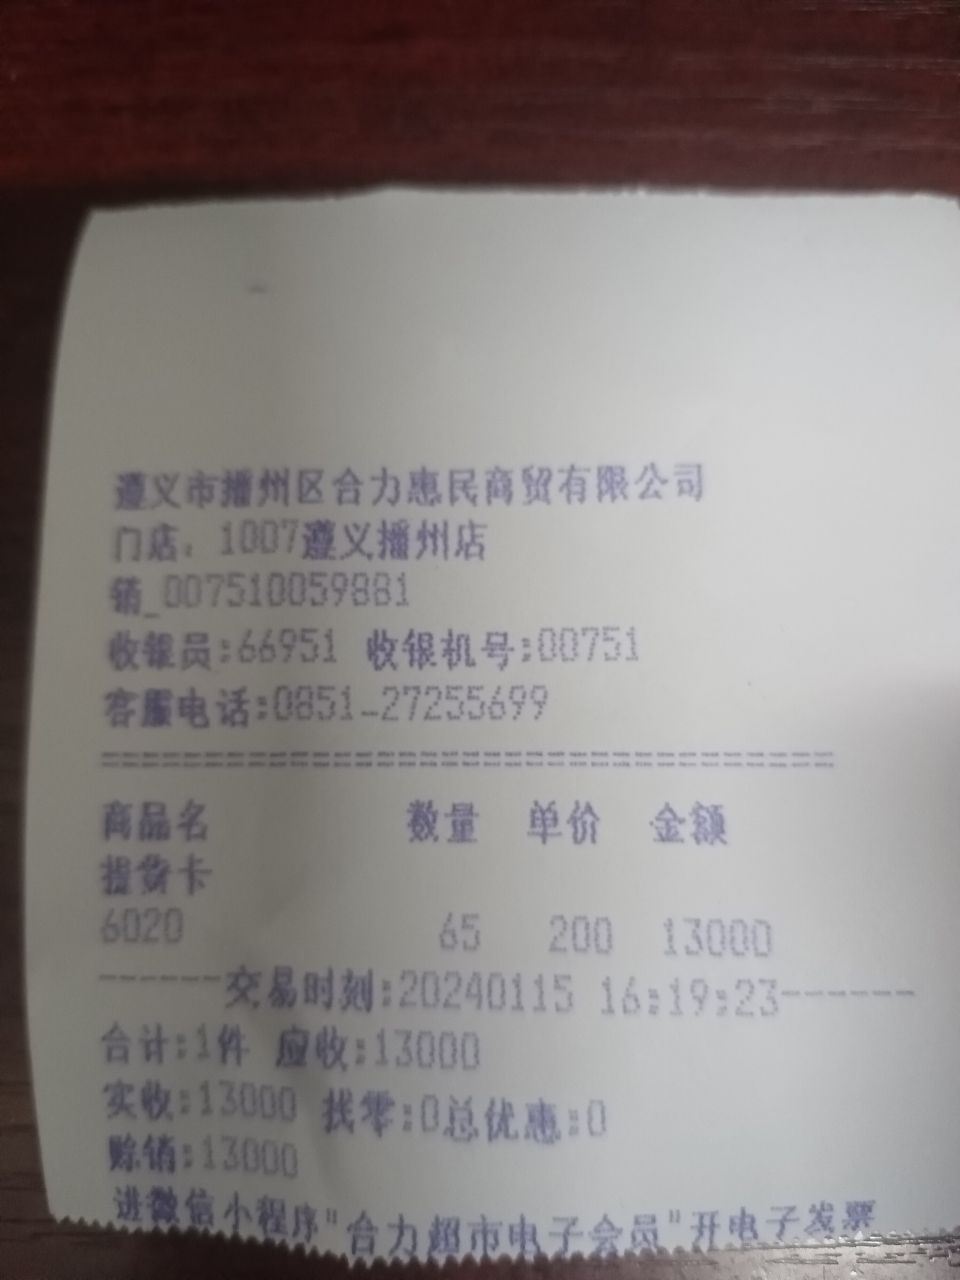 遵义市播州区合力惠民商贸有限公司
门店：1007遵义播州店
销_007510059881
收银员:66951 收银机号:00751
客服电话:0851-27255699
========================================
商品名 数量 单价 金额
提货卡
6020 65 200 13000
------交易时刻:20240115 16:19:23------
合计:1件 应收:13000
实收:13000 找零:0总优惠:0
赊销:13000
进微信小程序"合力超市电子会员"开电子发票